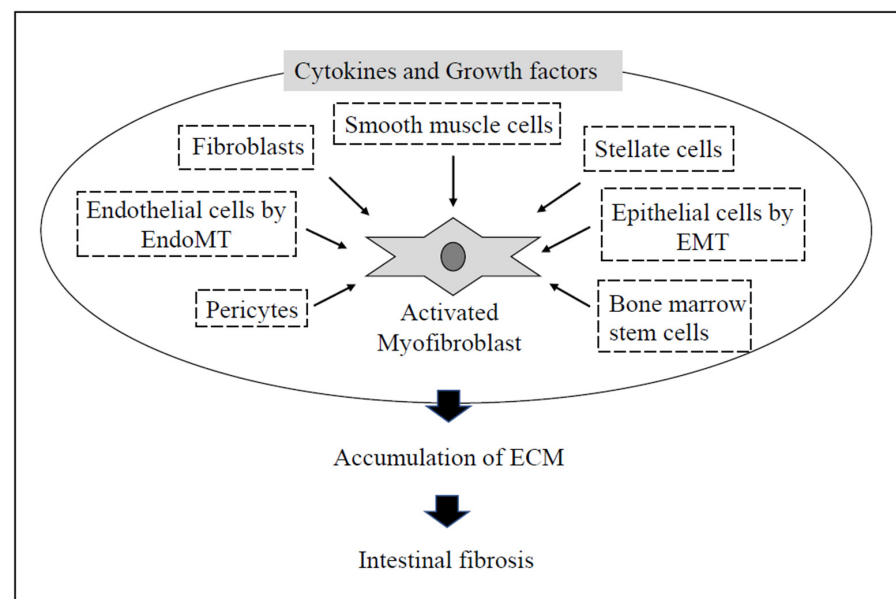 Cytokines and Growth factors
Smooth muscle cells
Fibroblasts
Stellate cells
Endothelial cells by
EndoMT
Epithelial cells by
EMT
Pericytes
Bone marrow
stem cells
Activated
Myofibroblast
Accumulation of ECM
Intestinal fibrosis